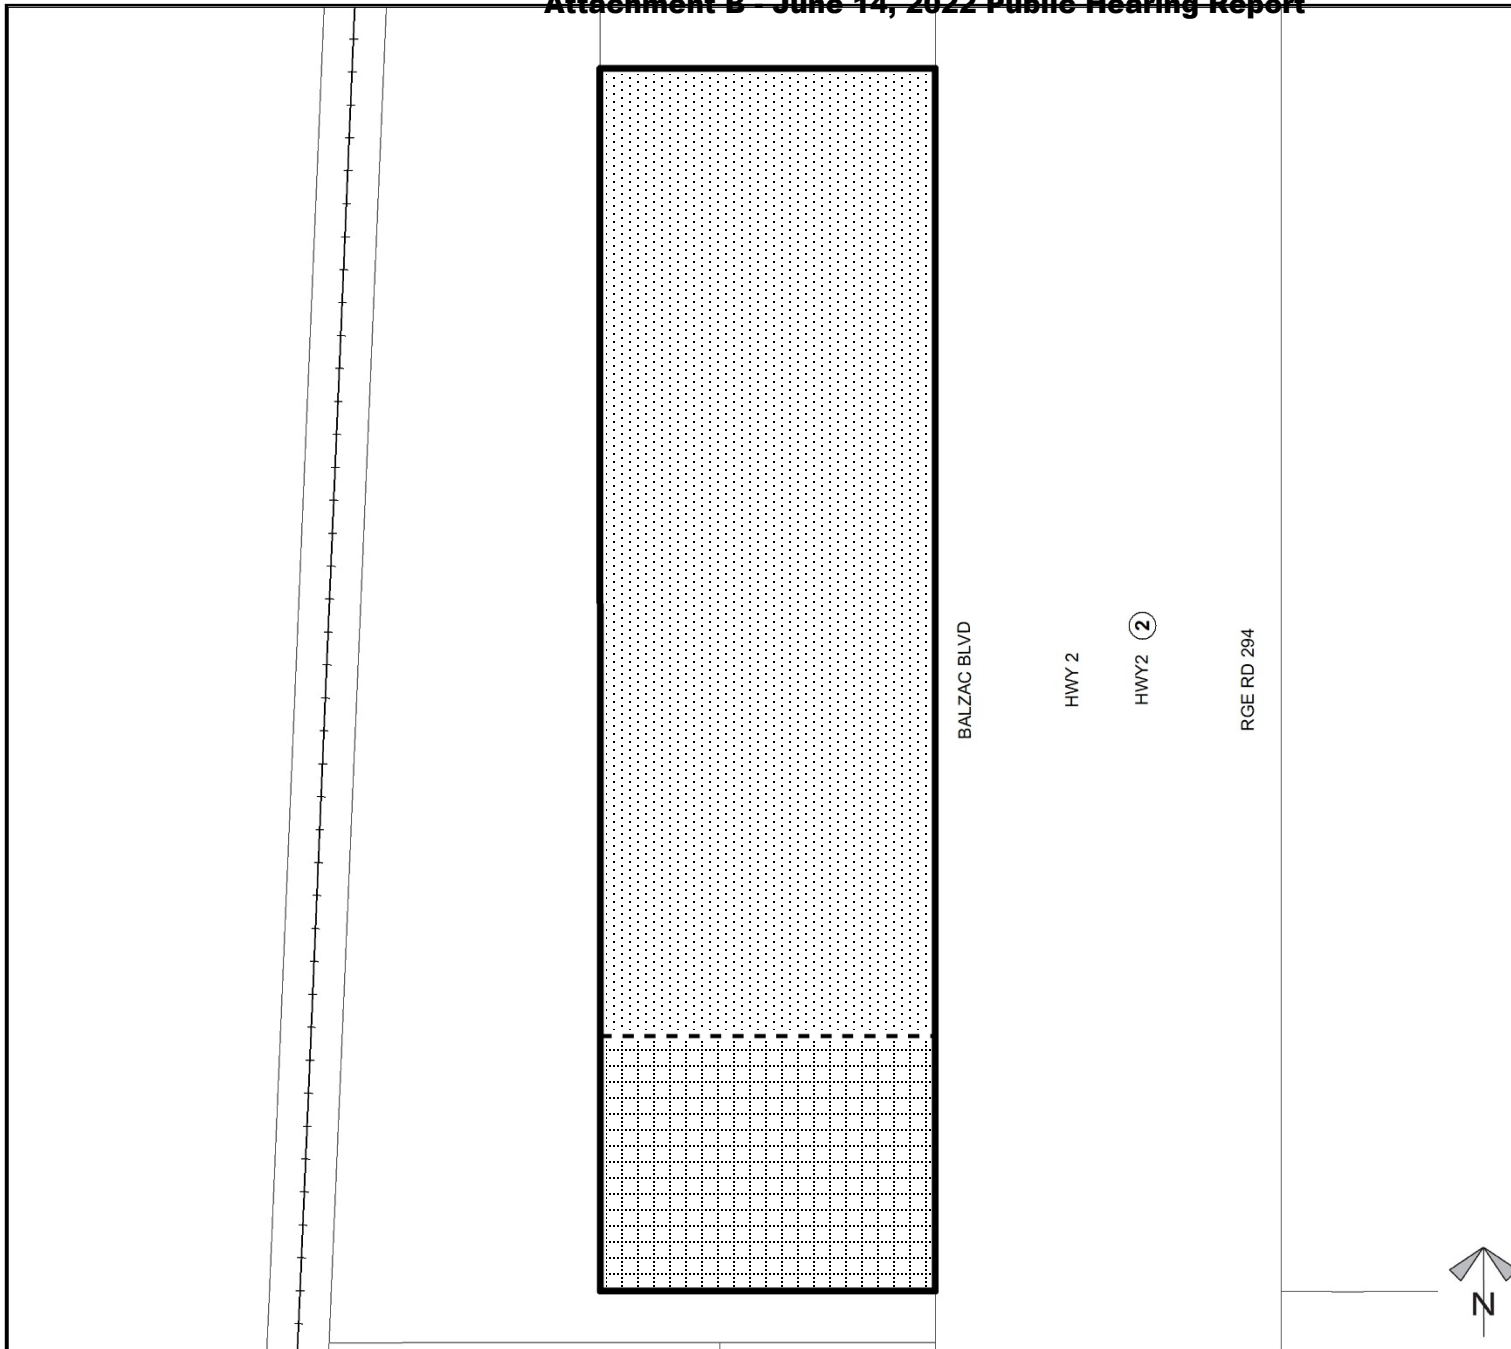 Attachment B - June 14, 2022 Public Hearing Report
BALZAC BLVD
HWY 2
HWY2 2
RGE RD 294
N